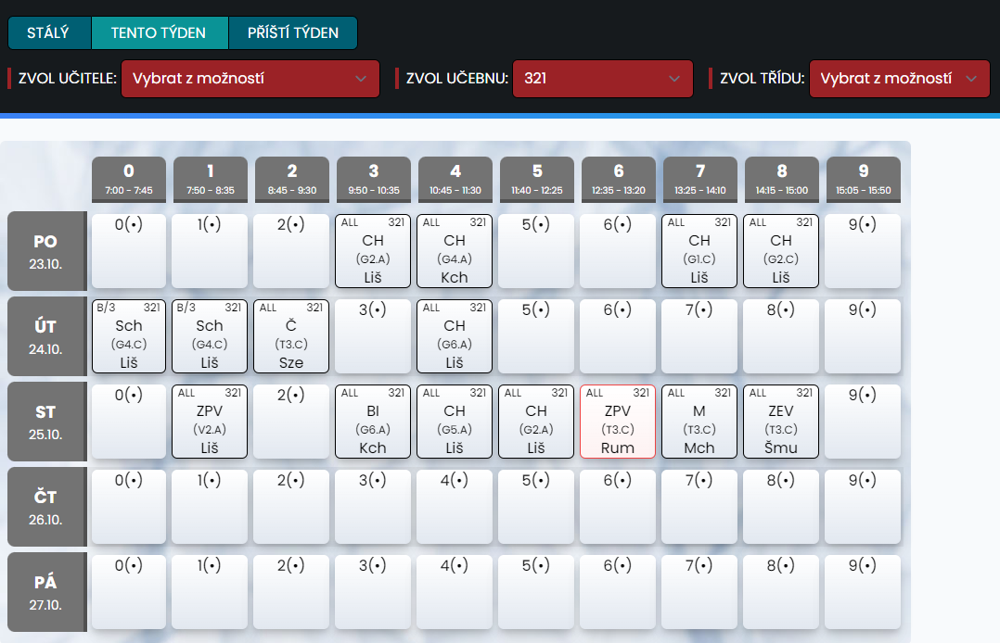 STÁLÝ TENTO TÝDEN PŘÍŠTÍ TÝDEN
ZVOL UČITELE: Vybrat z možností ZVOL UČEBNU: 321 ZVOL TŘÍDU: Vybrat z možností
0 1 2 3 4 5 6 7 8 9
7:00 - 7:45 7:50 - 8:35 8:45 - 9:30 9:50 - 10:35 10:45 - 11:30 11:40 - 12:25 12:35 - 13:20 13:25 - 14:10 14:15 - 15:00 15:05 - 15:50
PO
23.10.
0(•) 1(•) 2(•)
ALL 321
CH
(G2.A)
Liš
ALL 321
CH
(G4.A)
Kch
5(•) 6(•)
ALL 321
CH
(G1.C)
Liš
ALL 321
CH
(G2.C)
Liš
9(•)
ÚT
24.10.
B/3 321
Sch
(G4.C)
Liš
B/3 321
Sch
(G4.C)
Liš
ALL 321
Č
(T3.C)
Sze
3(•)
ALL 321
CH
(G6.A)
Liš
5(•) 6(•) 7(•) 8(•) 9(•)
ST
25.10.
0(•)
ALL 321
ZPV
(V2.A)
Liš
2(•)
ALL 321
BI
(G6.A)
Kch
ALL 321
CH
(G5.A)
Liš
ALL 321
CH
(G2.A)
Liš
ALL 321
ZPV
(T3.C)
Rum
ALL 321
M
(T3.C)
Mch
ALL 321
ZEV
(T3.C)
Šmu
9(•)
ČT
26.10.
0(•) 1(•) 2(•) 3(•) 4(•) 5(•) 6(•) 7(•) 8(•) 9(•)
PÁ
27.10.
0(•) 1(•) 2(•) 3(•) 4(•) 5(•) 6(•) 7(•) 8(•) 9(•)